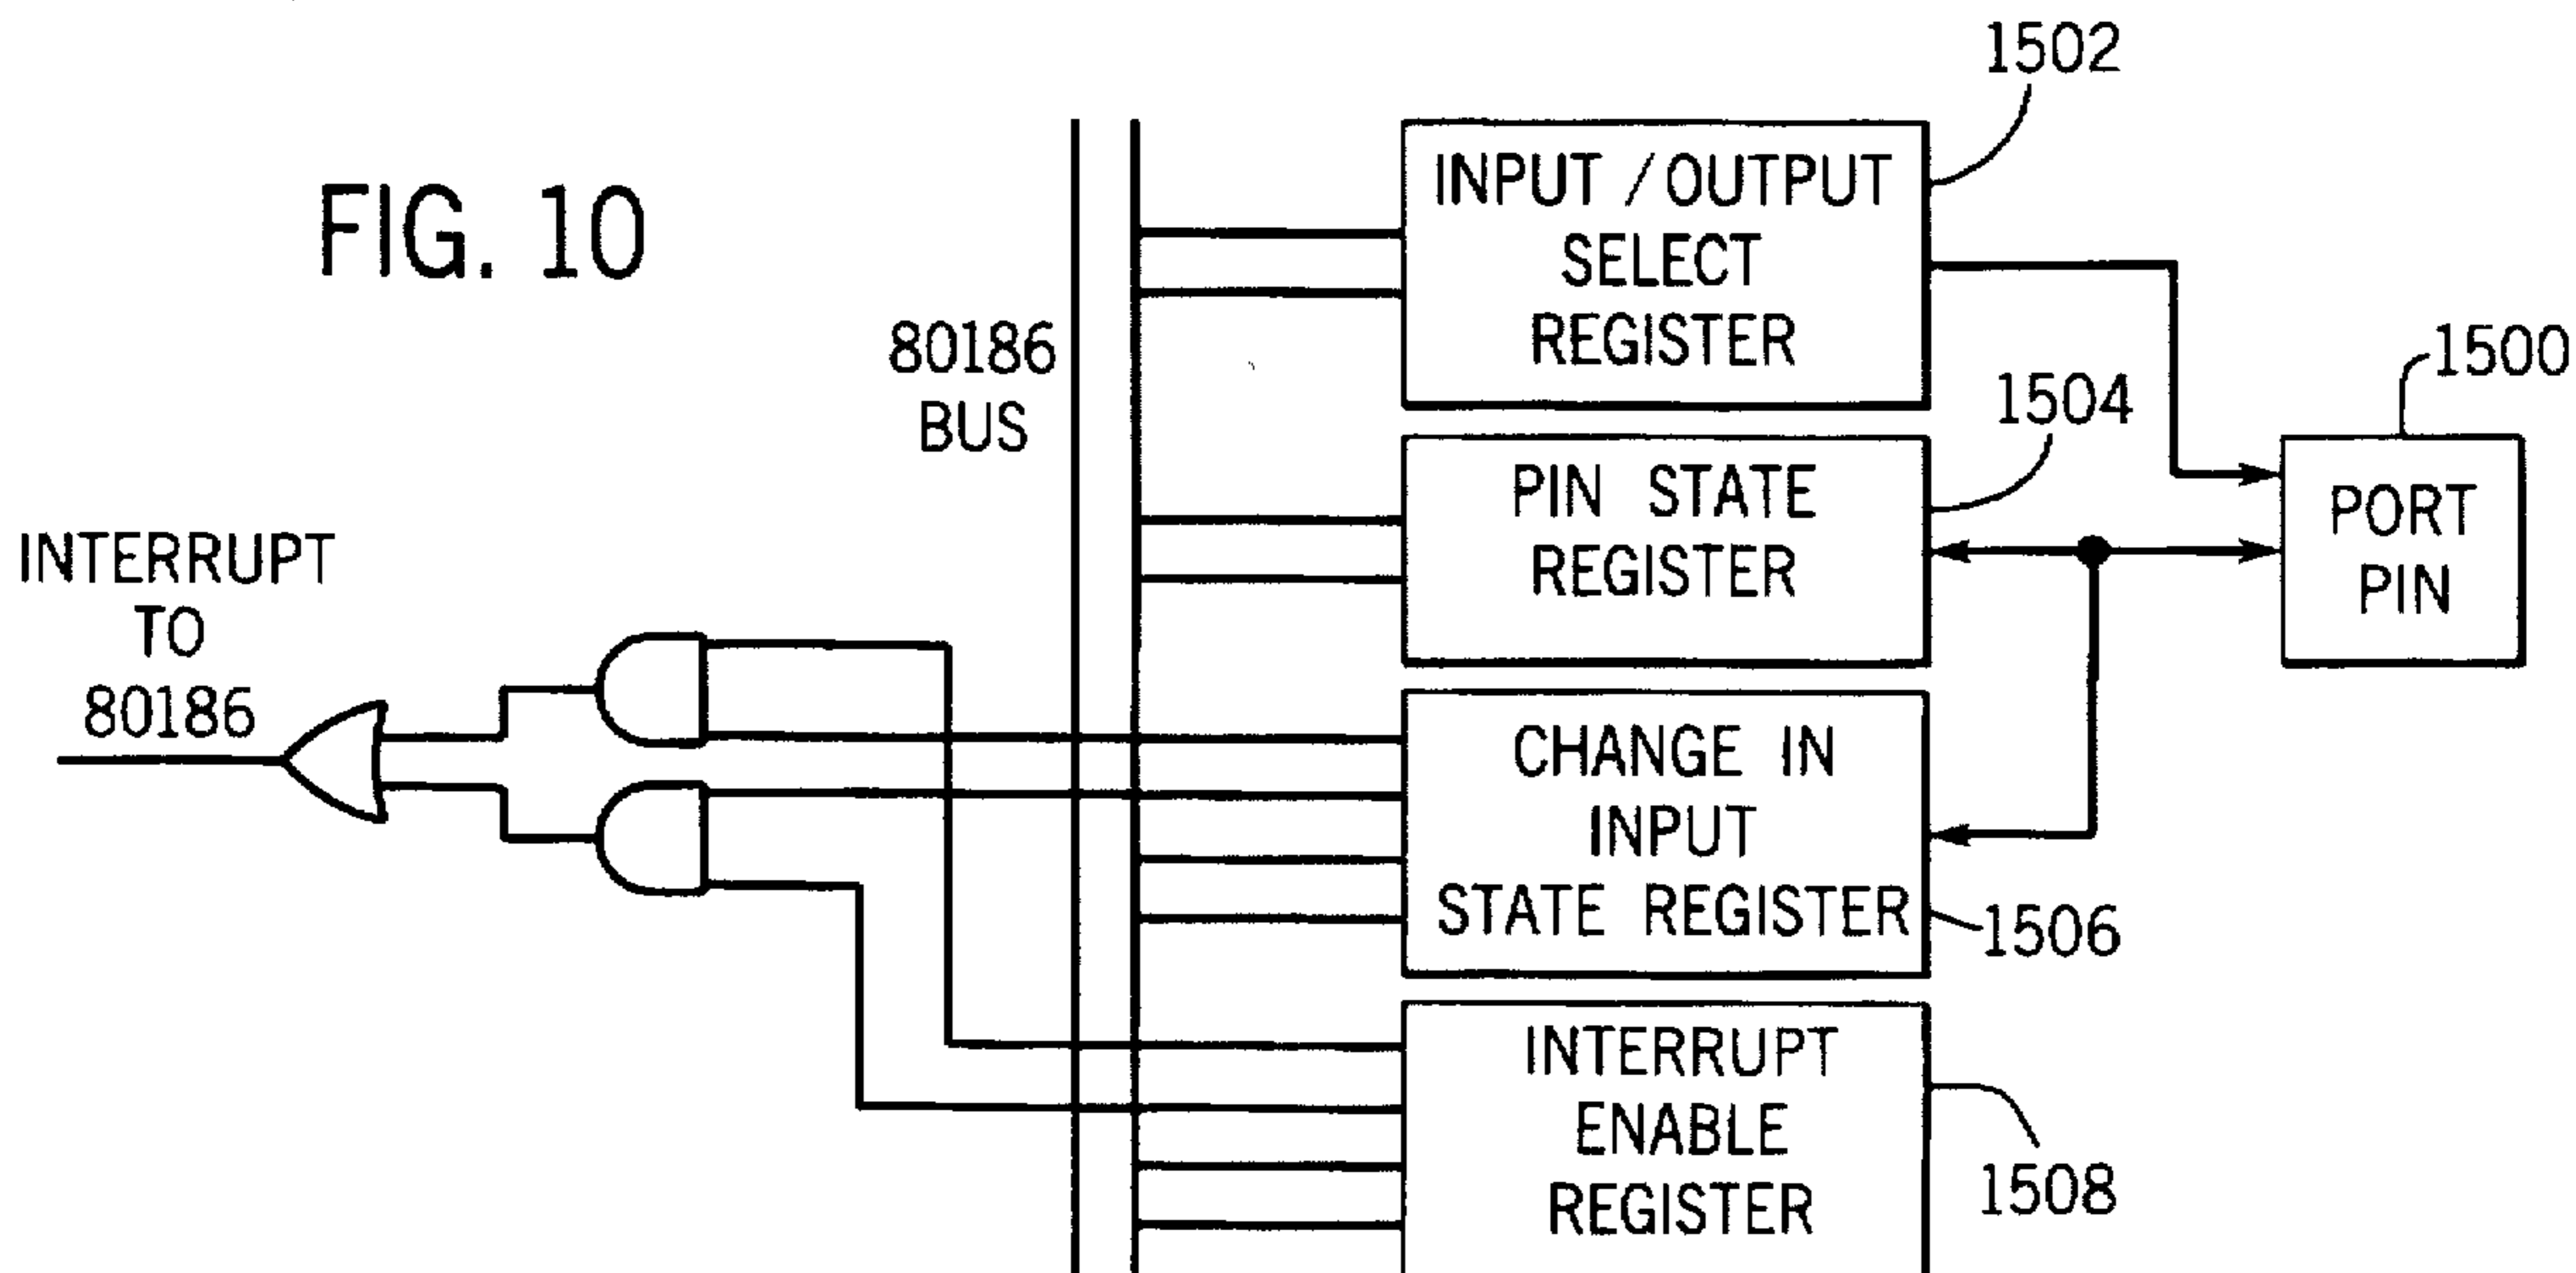 FIG. 10
1502
INPUT / OUTPUT
SELECT
REGISTER
80186
BUS
1504
1500
PIN STATE
REGISTER
PORT
PIN
INTERRUPT
TO
80186
CHANGE IN
INPUT
STATE REGISTER
1506
INTERRUPT
ENABLE
REGISTER
1508